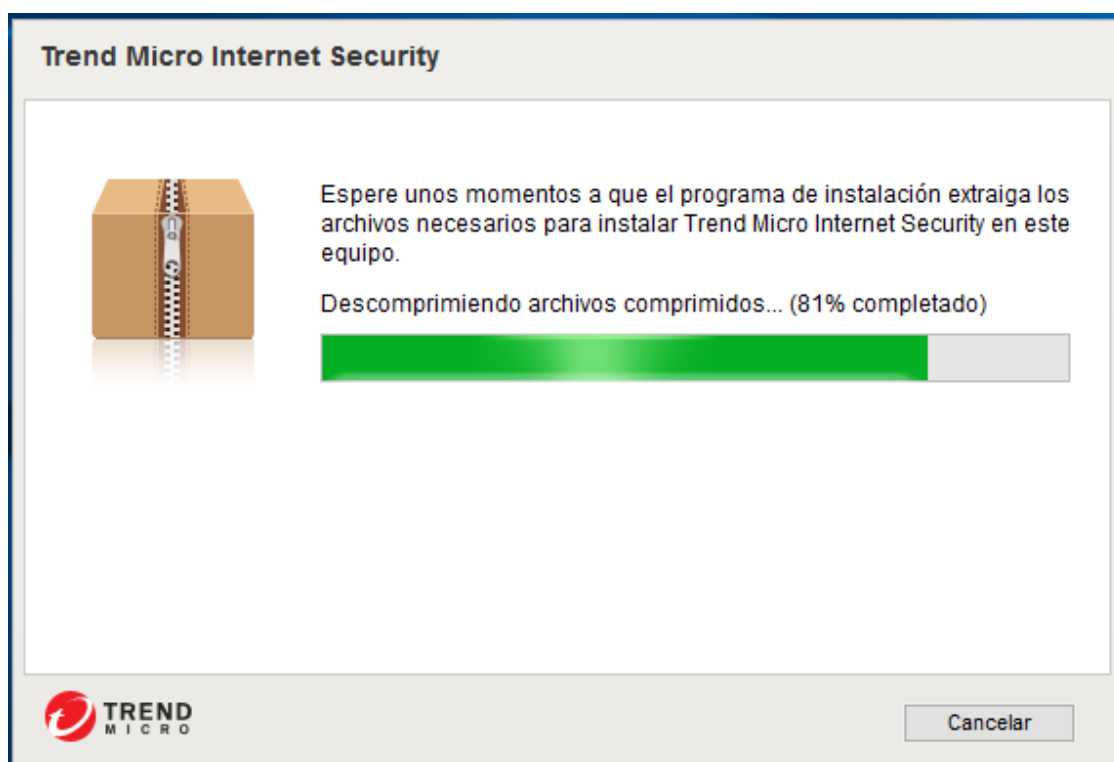 Trend Micro Internet Security
Espere unos momentos a que el programa de instalación extraiga los
archivos necesarios para instalar Trend Micro Internet Security en este
equipo.
Descomprimiendo archivos comprimidos... (81% completado)
TREND
MICRO
Cancelar